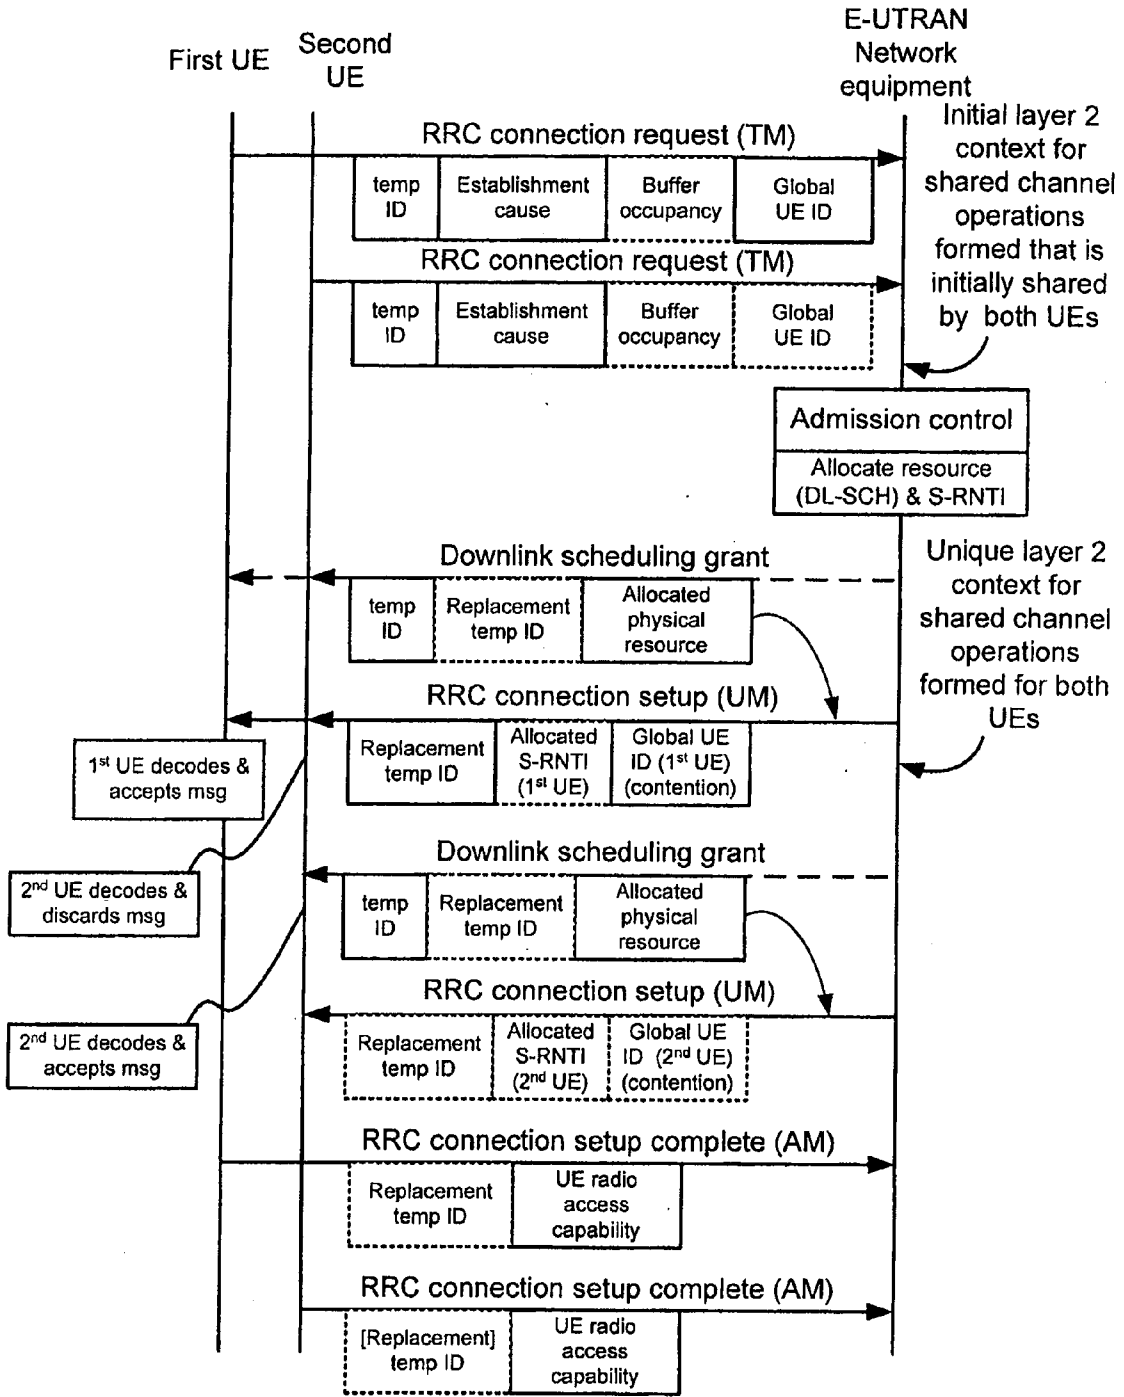 First UE
Second
UE
E-UTRAN
Network
equipment
Initial layer 2
context for
shared channel
operations
formed that is
initially shared
by both UEs
RRC connection request (TM)
temp
ID
Establishment
cause
Buffer
occupancy
Global
UE ID
RRC connection request (TM)
temp
ID
Establishment
cause
Buffer
occupancy
Global
UE ID
Admission control
Allocate resource
(DL-SCH) & S-RNTI
Unique layer 2
context for
shared channel
operations
formed for both
UEs
Downlink scheduling grant
temp
ID
Replacement
temp ID
Allocated
physical
resource
RRC connection setup (UM)
Replacement
temp ID
Allocated
S-RNTI
(1st UE)
Global UE
ID (1st UE)
(contention)
1st UE decodes &
accepts msg
Downlink scheduling grant
temp
ID
Replacement
temp ID
Allocated
physical
resource
2nd UE decodes &
discards msg
RRC connection setup (UM)
Replacement
temp ID
Allocated
S-RNTI
(2nd UE)
Global UE
ID (2nd UE)
(contention)
2nd UE decodes &
accepts msg
RRC connection setup complete (AM)
Replacement
temp ID
UE radio
access
capability
RRC connection setup complete (AM)
[Replacement]
temp ID
UE radio
access
capability